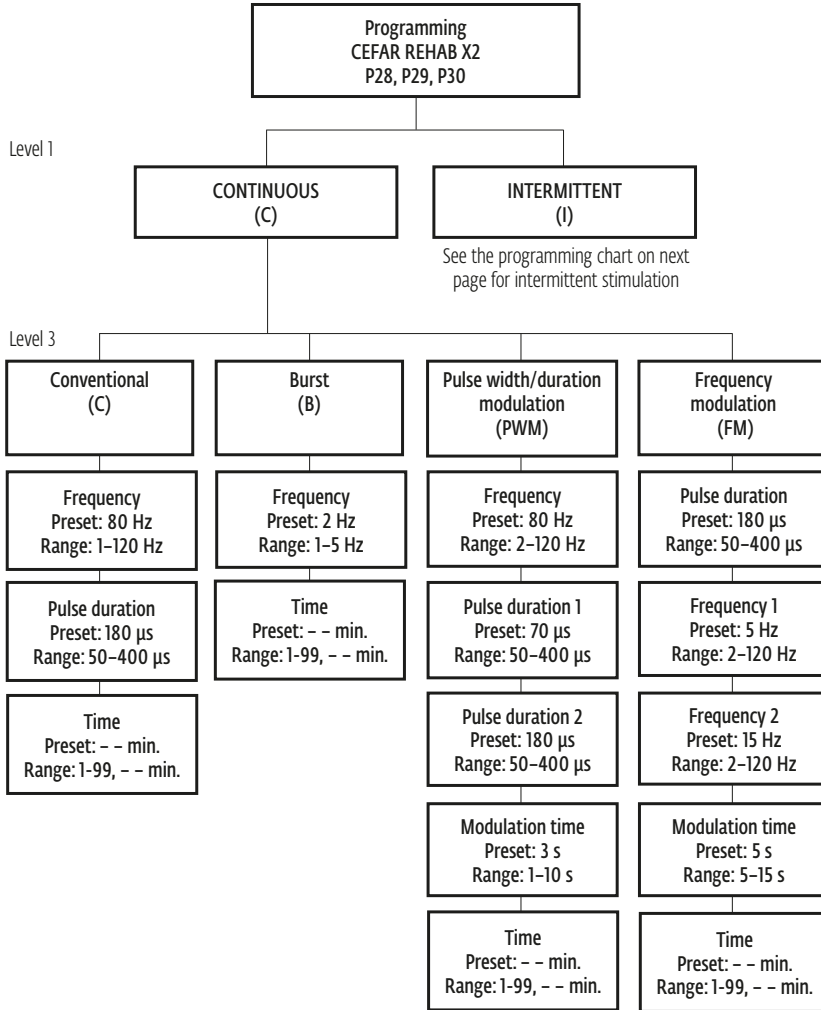 Programming
CEFAR REHAB X2
P28, P29, P30
Level 1
CONTINUOUS
(C)
INTERMITTENT
(I)
See the programming chart on next
page for intermittent stimulation
Level 3
Conventional
(C)
Frequency
Preset: 80 Hz
Range: 1–120 Hz
Pulse duration
Preset: 180 µs
Range: 50–400 µs
Time
Preset: – – min.
Range: 1-99, – – min.
Burst
(B)
Frequency
Preset: 2 Hz
Range: 1–5 Hz
Time
Preset: – – min.
Range: 1-99, – – min.
Pulse width/duration
modulation
(PWM)
Frequency
Preset: 80 Hz
Range: 2–120 Hz
Pulse duration 1
Preset: 70 µs
Range: 50–400 µs
Pulse duration 2
Preset: 180 µs
Range: 50–400 µs
Modulation time
Preset: 3 s
Range: 1–10 s
Time
Preset: – – min.
Range: 1-99, – – min.
Frequency
modulation
(FM)
Pulse duration
Preset: 180 µs
Range: 50–400 µs
Frequency 1
Preset: 5 Hz
Range: 2–120 Hz
Frequency 2
Preset: 15 Hz
Range: 2–120 Hz
Modulation time
Preset: 5 s
Range: 5–15 s
Time
Preset: – – min.
Range: 1-99, – – min.